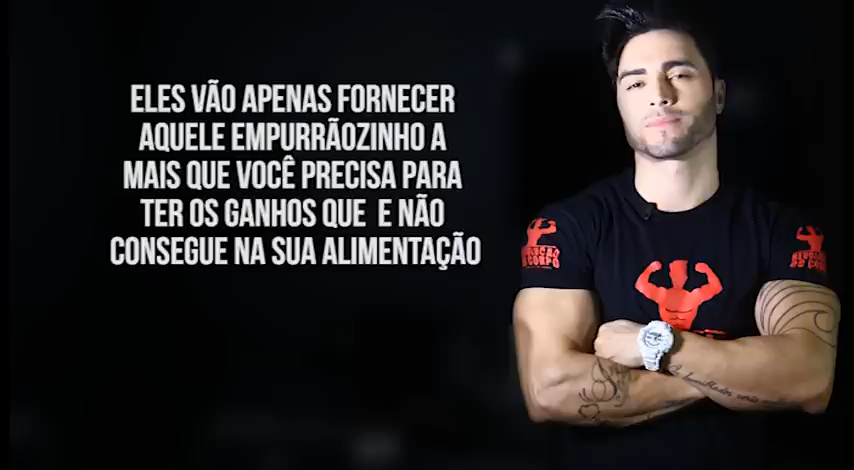 ELES VÃO APENAS FORNECER
AQUELE EMPURRÃOZINHO A
MAIS QUE VOCÊ PRECISA PARA
TER OS GANHOS QUE E NÃO
CONSEGUE NA SUA ALIMENTAÇÃO